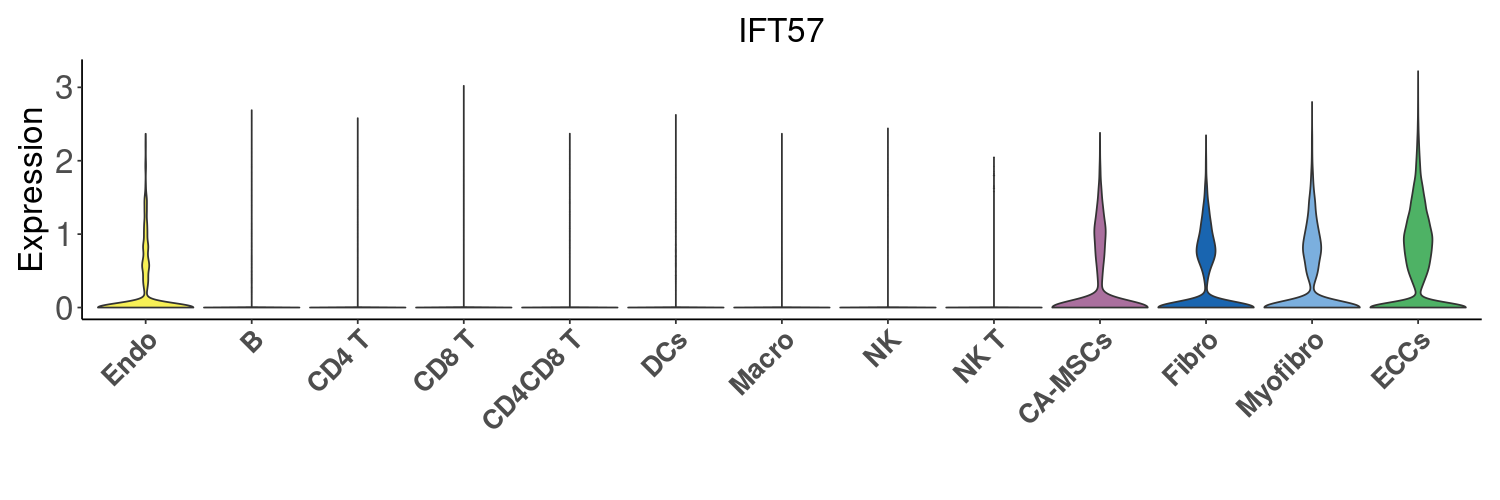 IFT57
Expression
3
2
1
0
Endo
B
CD4 T
CD8 T
CD4CD8 T
DCs
Macro
NK
NK T
CA-MSCs
Fibro
Myofibro
ECCs